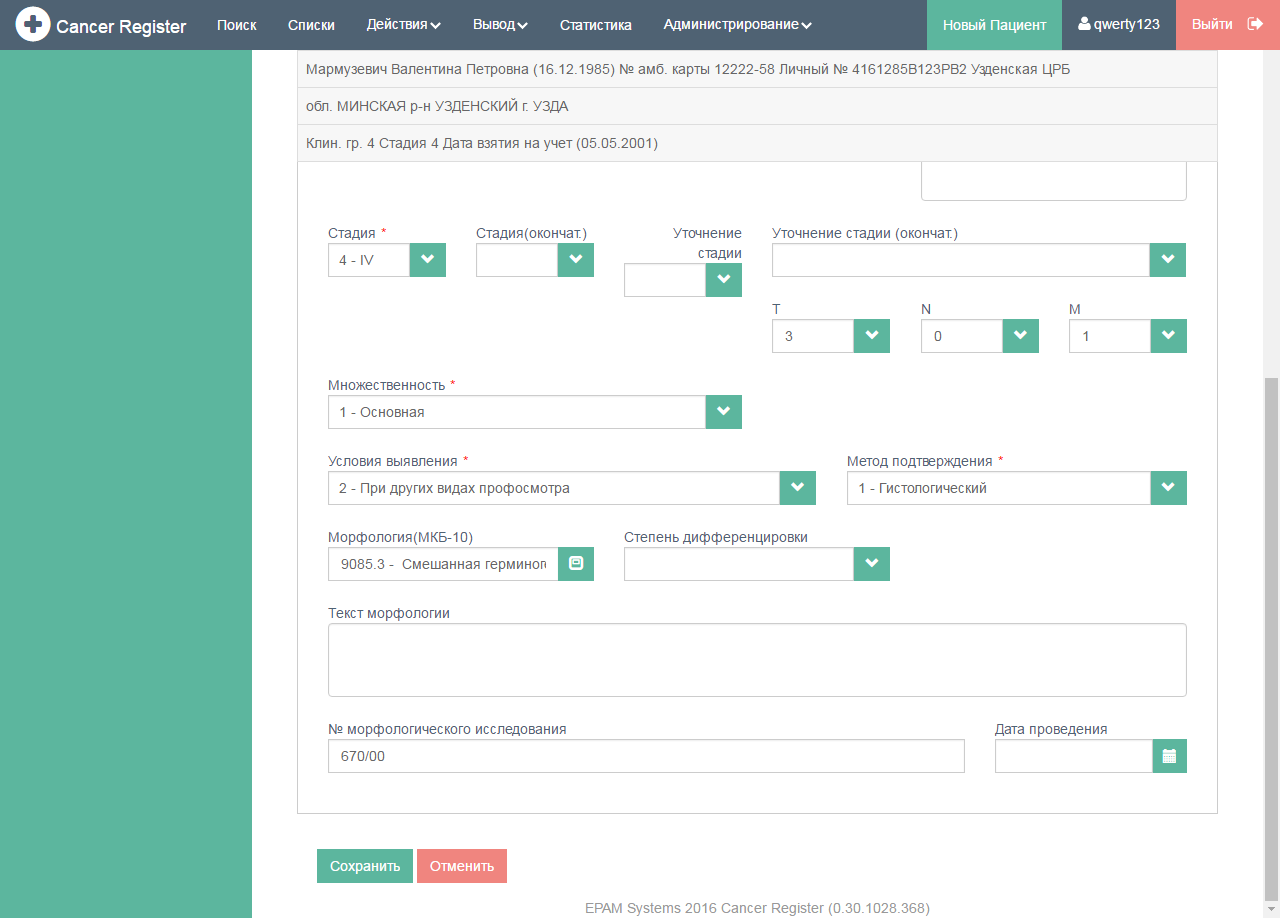 Cancer Register Поиск Списки Действия Вывод Статистика Администрирование Новый Пациент qwerty123 Выйти
Мармузевич Валентина Петровна (16.12.1985) № амб. карты 12222-58 Личный № 4161285B123PB2 Узденская ЦРБ
обл. МИНСКАЯ р-н УЗДЕНСКИЙ г. УЗДА
Клин. гр. 4 Стадия 4 Дата взятия на учет (05.05.2001)
Стадия * Стадия(окончат.) Уточнение стадии Уточнение стадии (окончат.)
4 - IV
T N M
3 0 1
Множественность *
1 - Основная
Условия выявления * Метод подтверждения *
2 - При других видах профосмотра 1 - Гистологический
Морфология(МКБ-10) Степень дифференцировки
9085.3 - Смешанная герминог
Текст морфологии
№ морфологического исследования Дата проведения
670/00
Сохранить Отменить
EPAM Systems 2016 Cancer Register (0.30.1028.368)